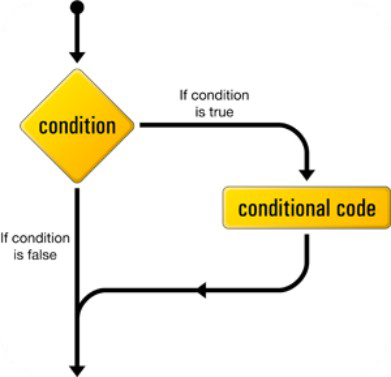 condition
If condition
is true
conditional code
If condition
is false